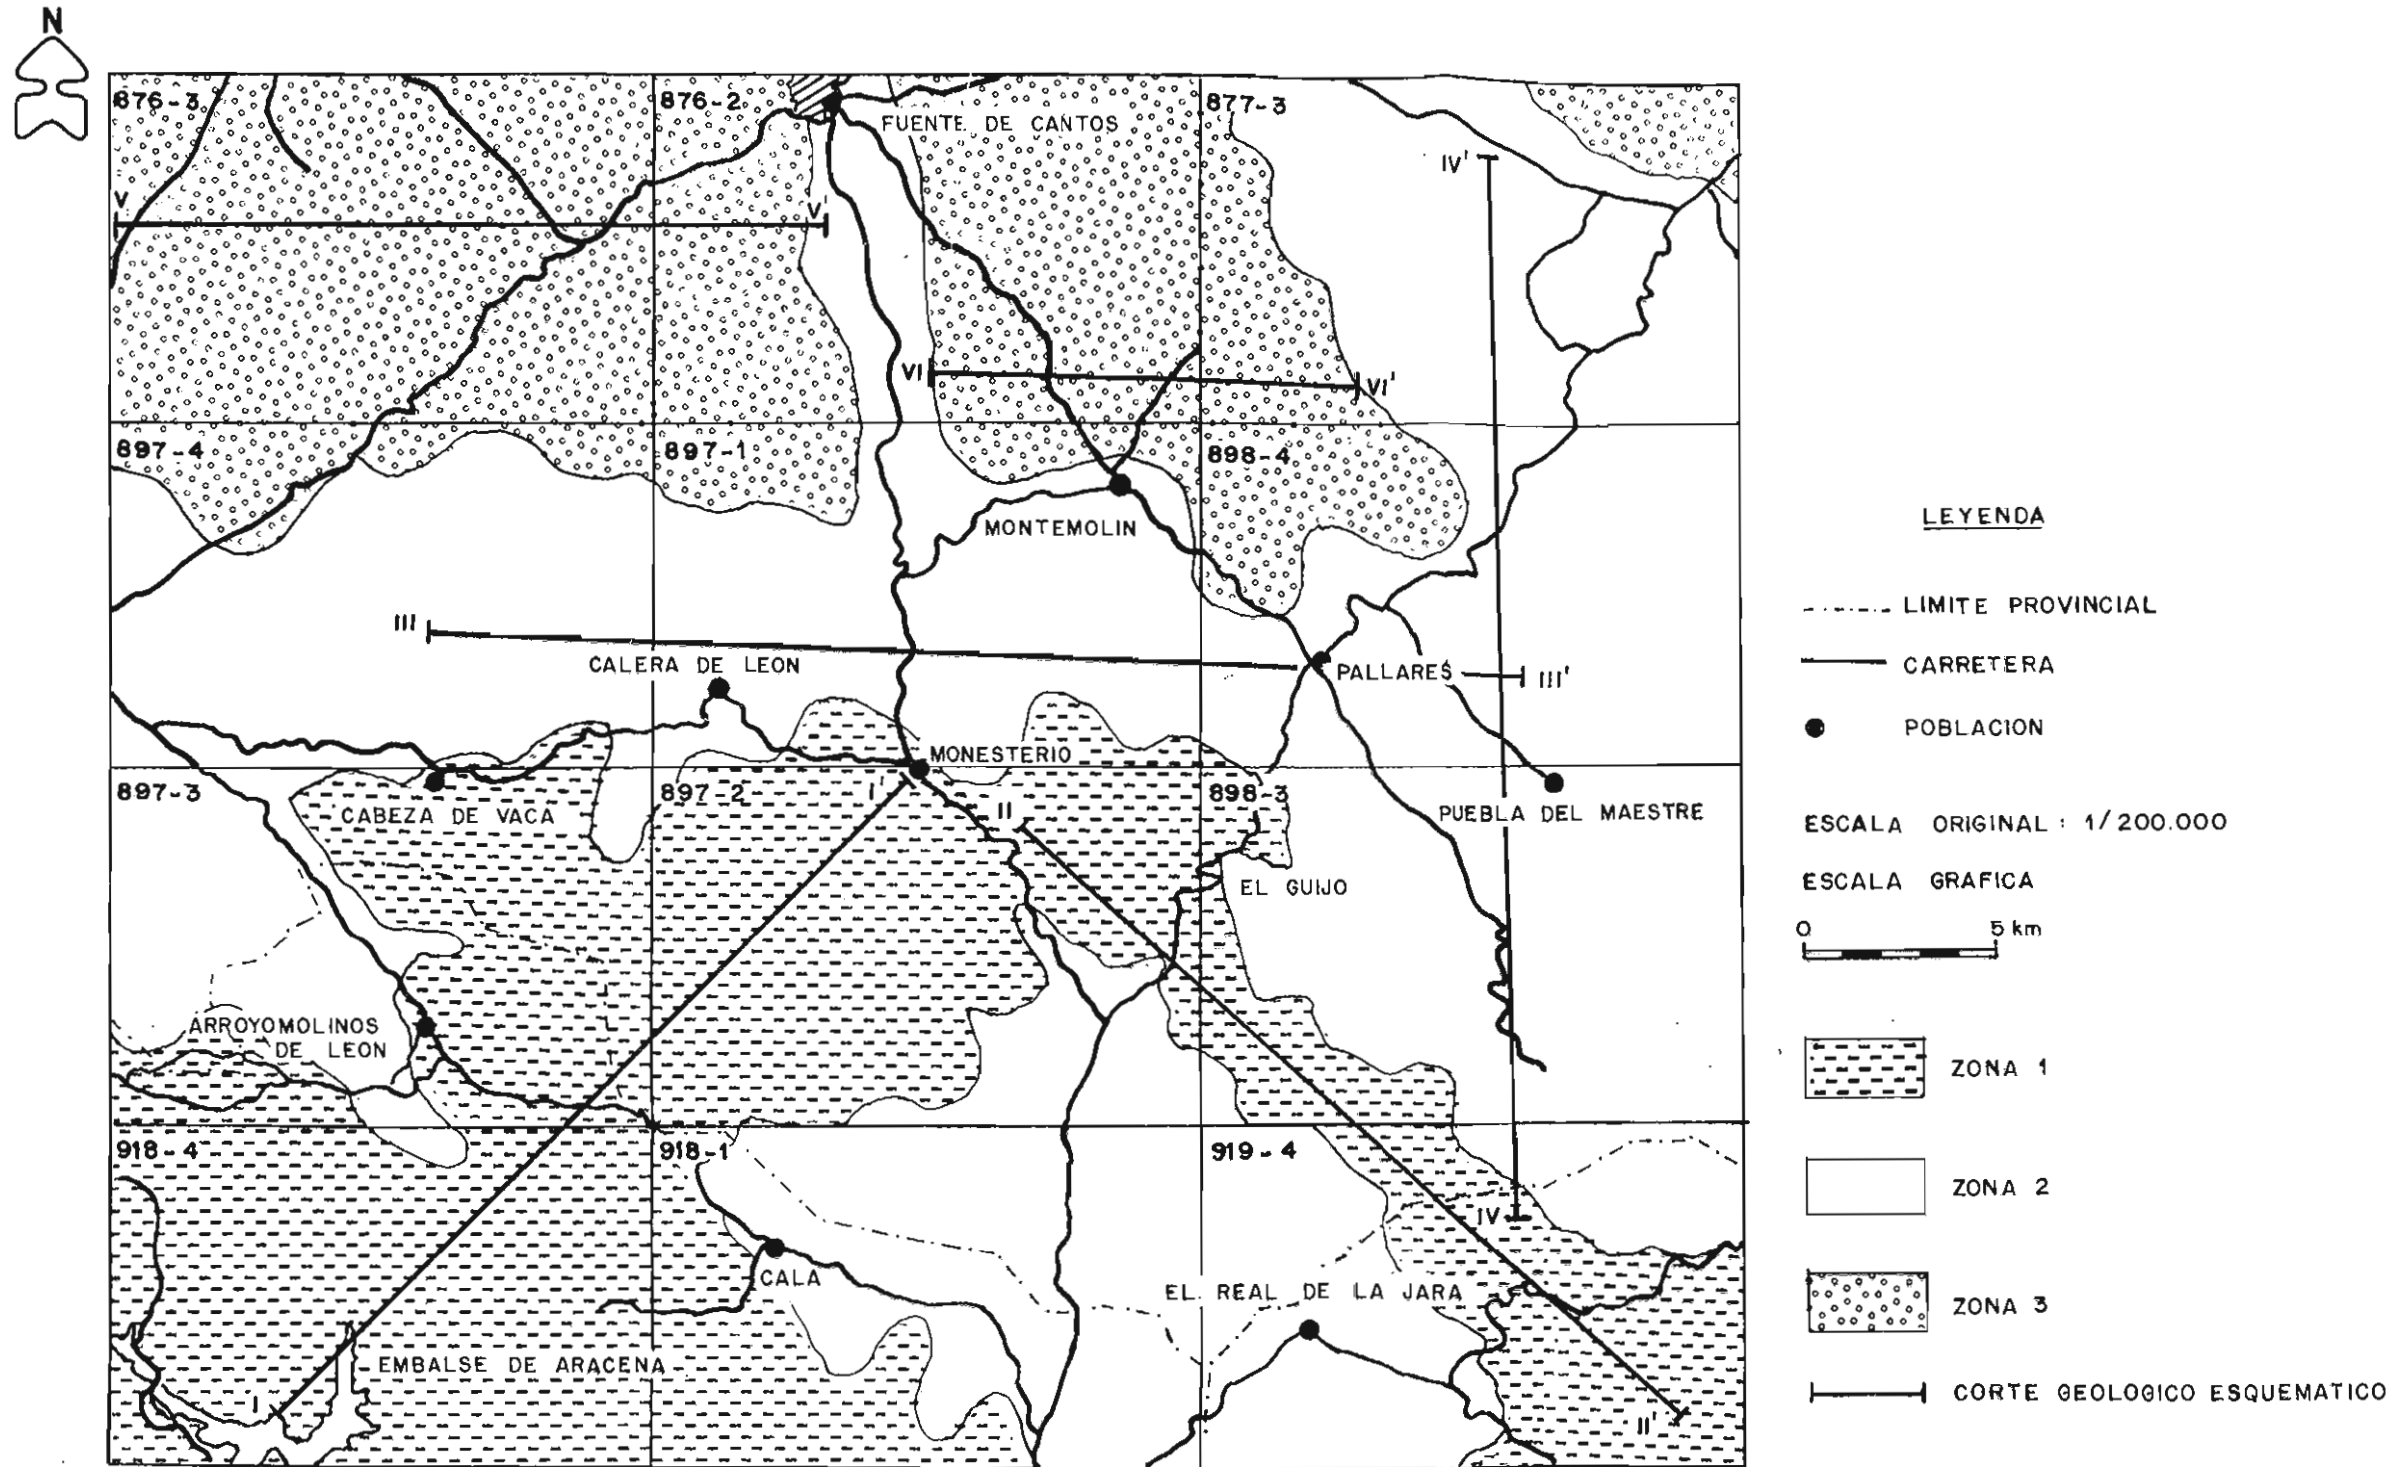 N
876-3
876-2
877-3
FUENTE DE CANTOS
IV'
V
V'
VI
VI'
897-4
897-1
898-4
MONTEMOLIN
III
CALERA DE LEON
PALLARES
III'
MONESTERIO
897-3
897-2
I'
II
898-3
CABEZA DE VACA
PUEBLA DEL MAESTRE
EL GUIJO
ARROYOMOLINOS
DE LEON
918-4
918-1
919-4
IV
CALA
EL REAL DE LA JARA
EMBALSE DE ARACENA
I
II'
LEYENDA
LIMITE PROVINCIAL
CARRETERA
POBLACION
ESCALA ORIGINAL: 1/200.000
ESCALA GRAFICA
0 5 km
ZONA 1
ZONA 2
ZONA 3
CORTE GEOLOGICO ESQUEMATICO